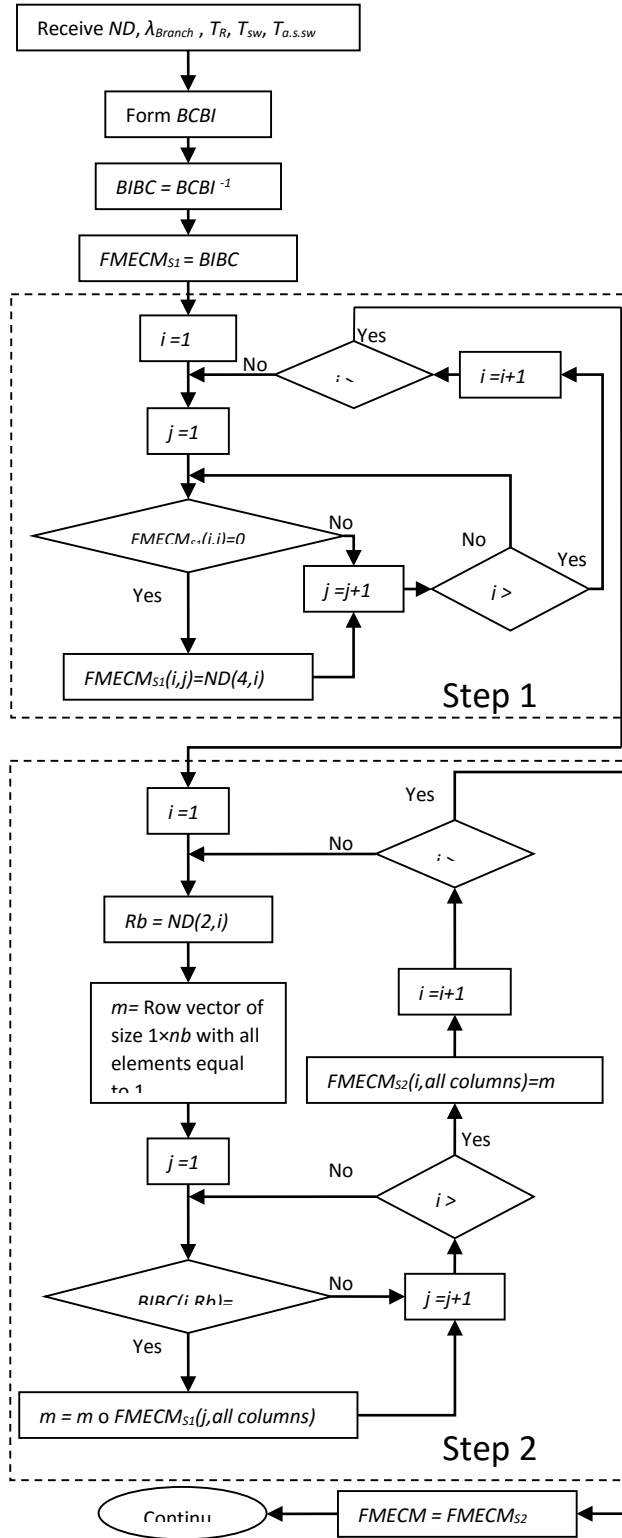 Receive ND, λBranch , TR, Tsw, Ta.s.sw
Form BCBI
BIBC = BCBI -1
FMECMS1 = BIBC
i =1
Yes
No
i =i+1
j =1
No
No
Yes
j =j+1
i >
Yes
FMECMS1(i,j)=ND(4,i)
Step 1
i =1
Yes
No
Rb = ND(2,i)
m= Row vector of
size 1×nb with all
elements equal
to 1
i =i+1
FMECMS2(i,all columns)=m
Yes
j =1
No
i >
No
j =j+1
Yes
m = m o FMECMS1(j,all columns)
Step 2
Continu
FMECM = FMECMS2